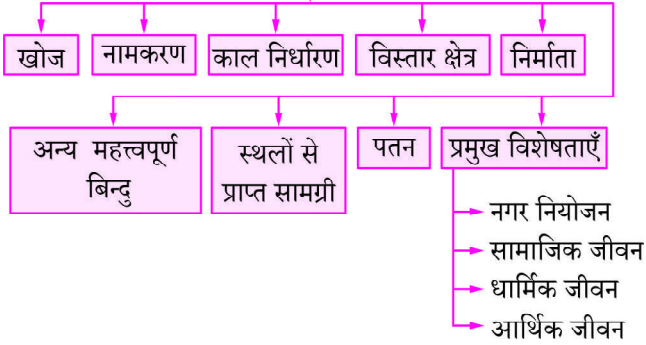 खोज
नामकरण
काल निर्धारण
विस्तार क्षेत्र
निर्माता
अन्य महत्त्वपूर्ण
बिन्दु
स्थलों से
प्राप्त सामग्री
पतन
प्रमुख विशेषताएँ
नगर नियोजन
सामाजिक जीवन
धार्मिक जीवन
आर्थिक जीवन